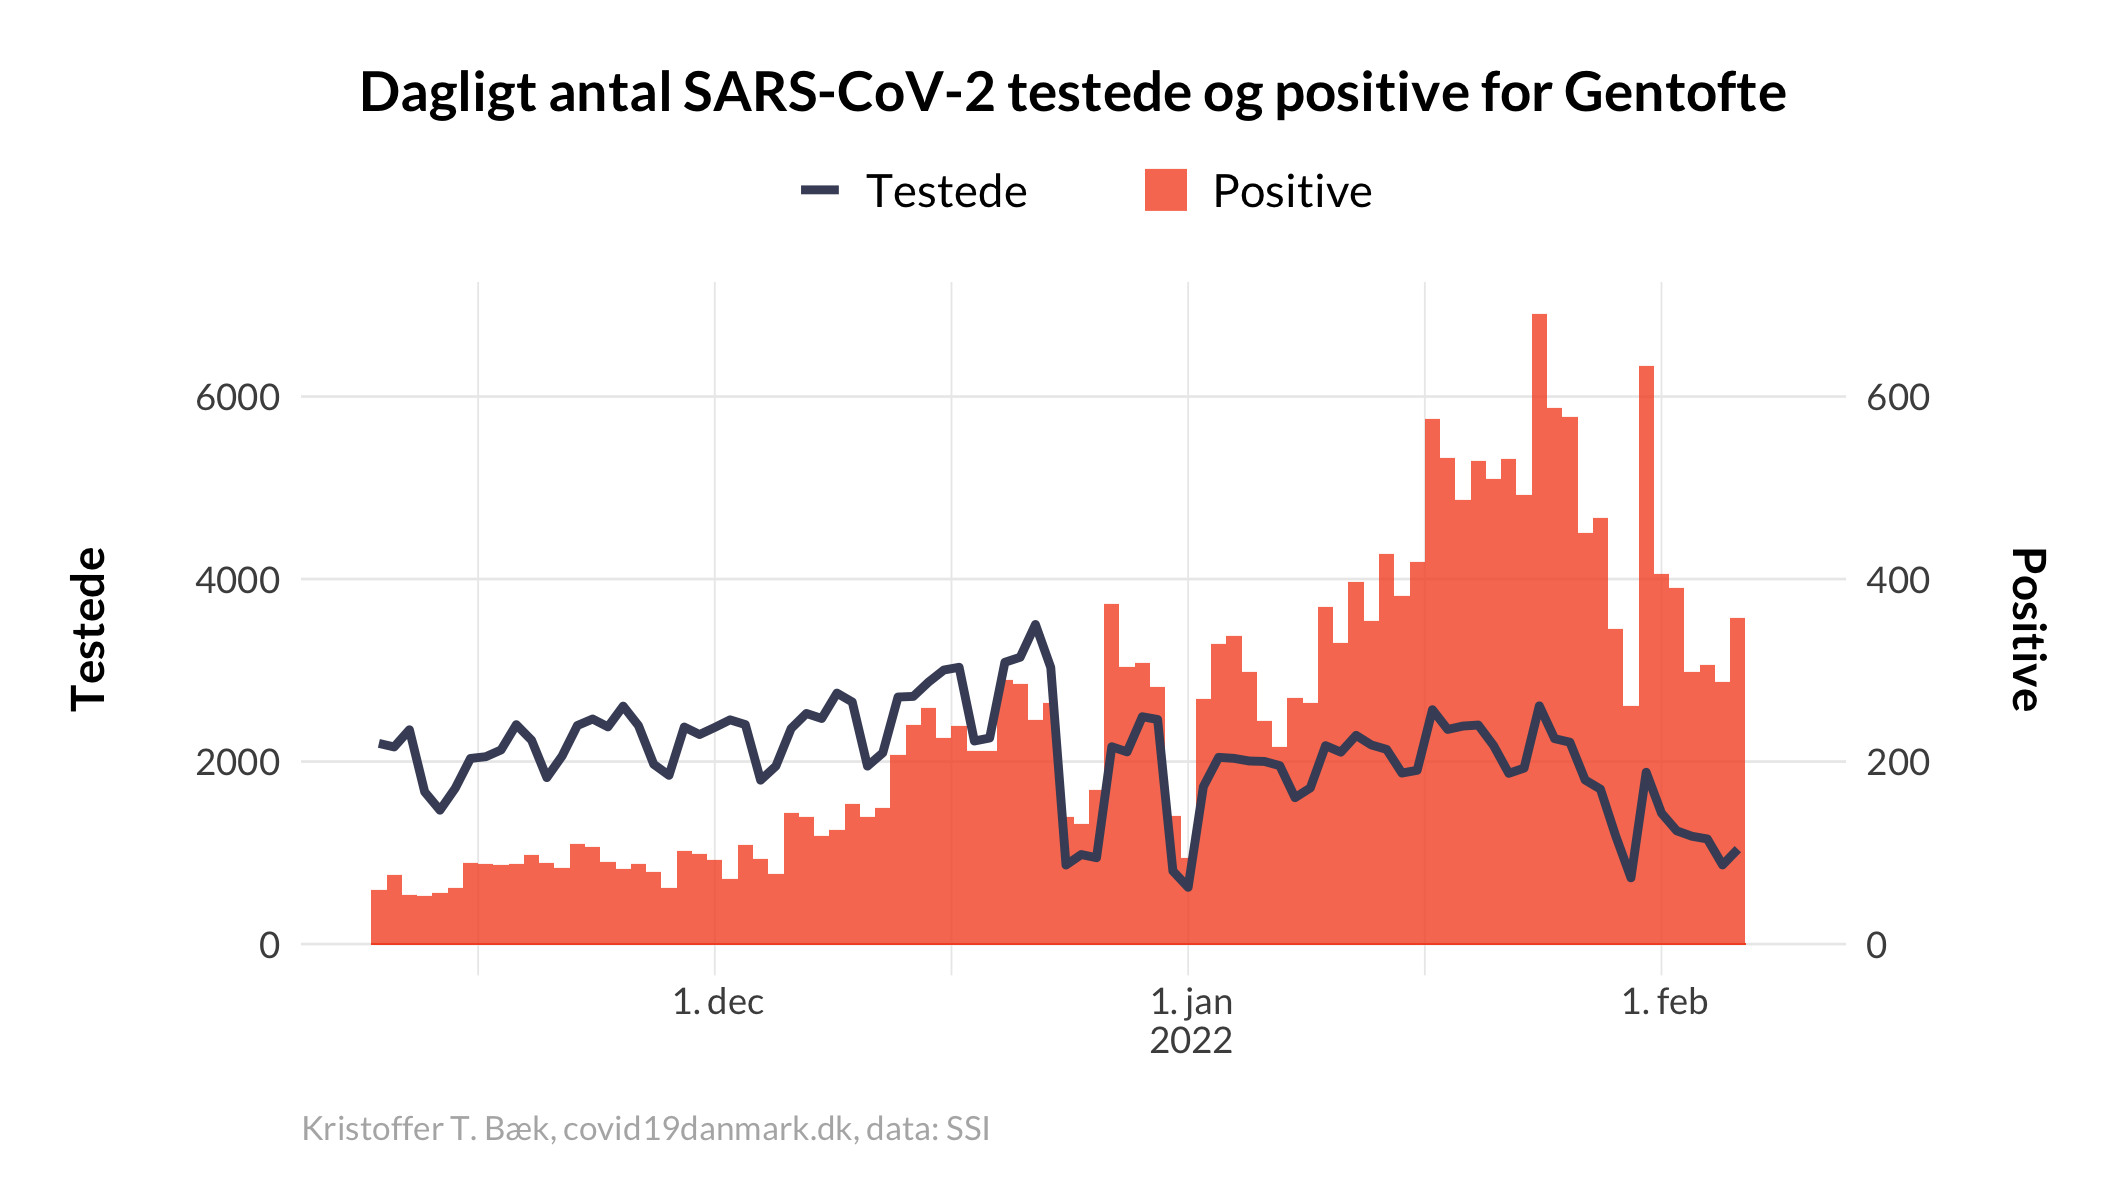 Dagligt antal SARS-CoV-2 testede og positive for Gentofte
Testede
Positive
6000
4000
2000
0
Testede
600
400
200
0
Positive
1. dec
1. jan
2022
1. feb
Kristoffer T. Bæk, covid19danmark.dk, data: SSI